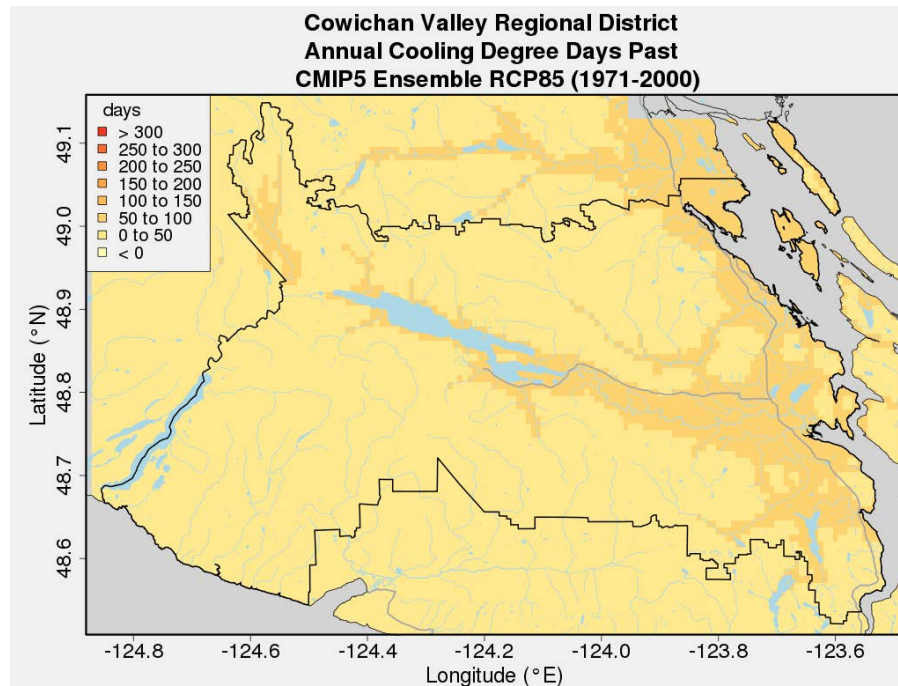 Cowichan Valley Regional District
Annual Cooling Degree Days Past
CMIP5 Ensemble RCP85 (1971-2000)
days
> 300
250 to 300
200 to 250
150 to 200
100 to 150
50 to 100
0 to 50
< 0
Latitude (°N)
49.1
49.0
48.9
48.8
48.7
48.6
-124.8 -124.6 -124.4 -124.2 -124.0 -123.8 -123.6
Longitude (°E)